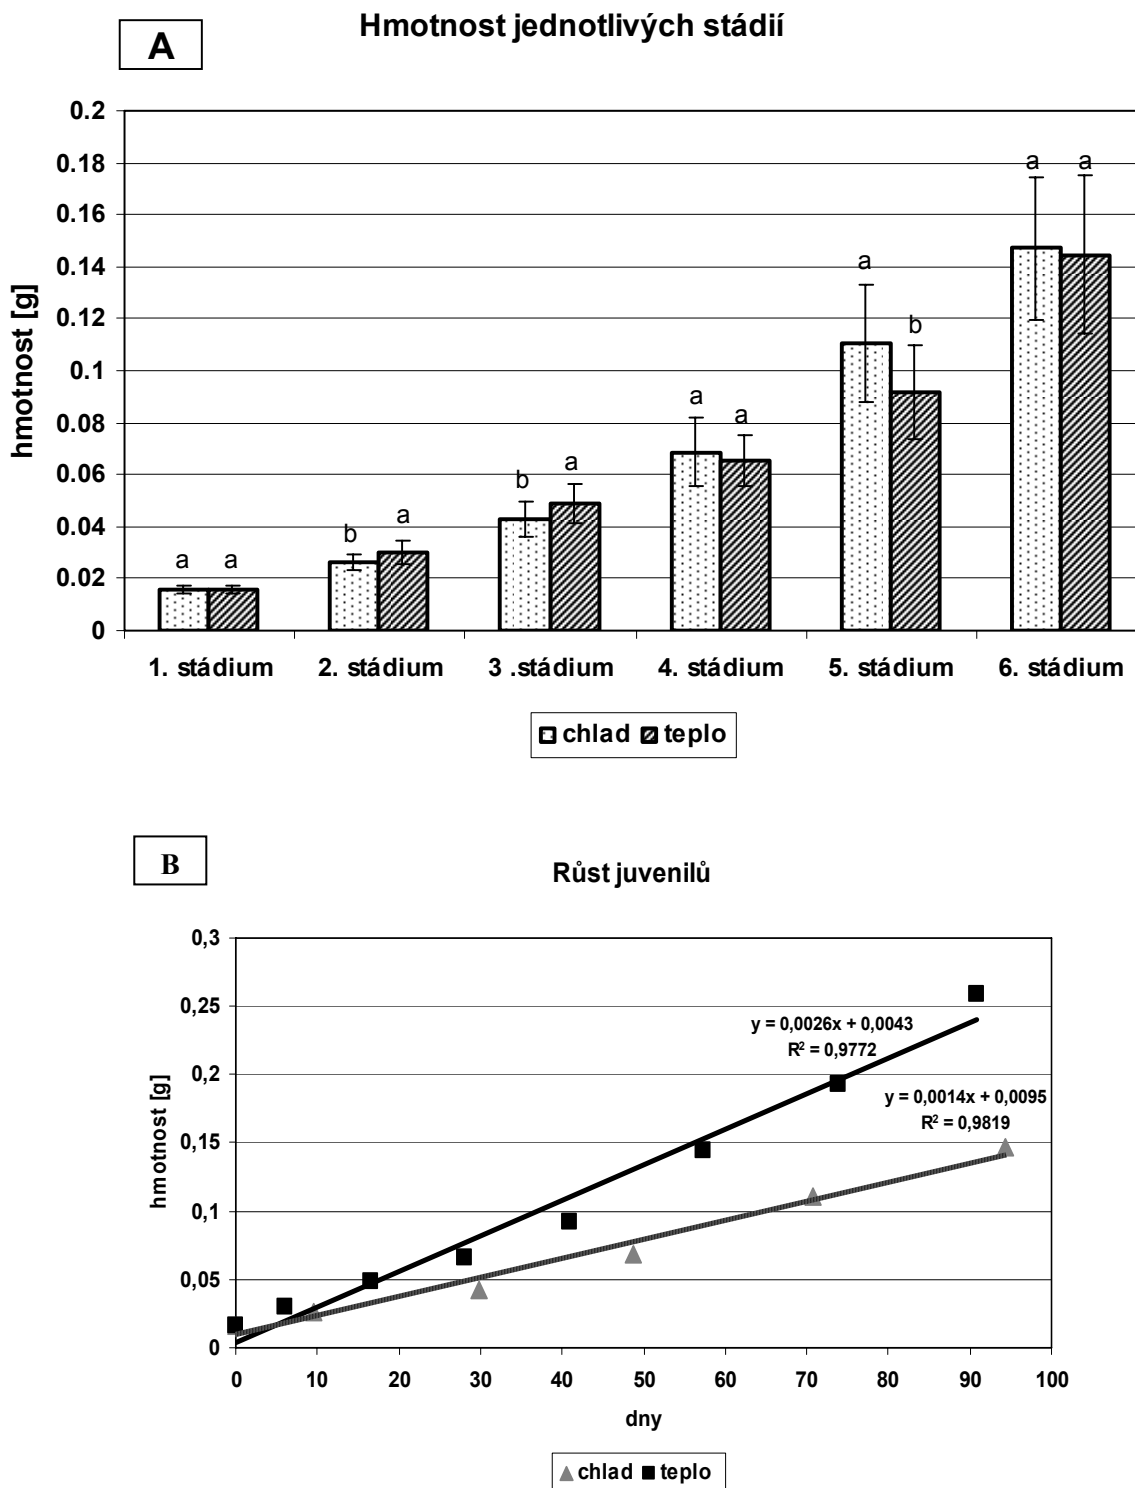 A
Hmotnost jednotlivých stádií
0.2
0.18
0.16
0.14
0.12
0.1
0.08
0.06
0.04
0.02
0
hmotnost [g]
a a
b a
b a
a a
a b
a a
1. stádium 2. stádium 3 .stádium 4. stádium 5. stádium 6. stádium
chlad teplo
B
Růst juvenilů
0,3
0,25
0,2
0,15
0,1
0,05
0
hmotnost [g]
y = 0,0026x + 0,0043
R² = 0,9772
y = 0,0014x + 0,0095
R² = 0,9819
0 10 20 30 40 50 60 70 80 90 100
dny
chlad teplo